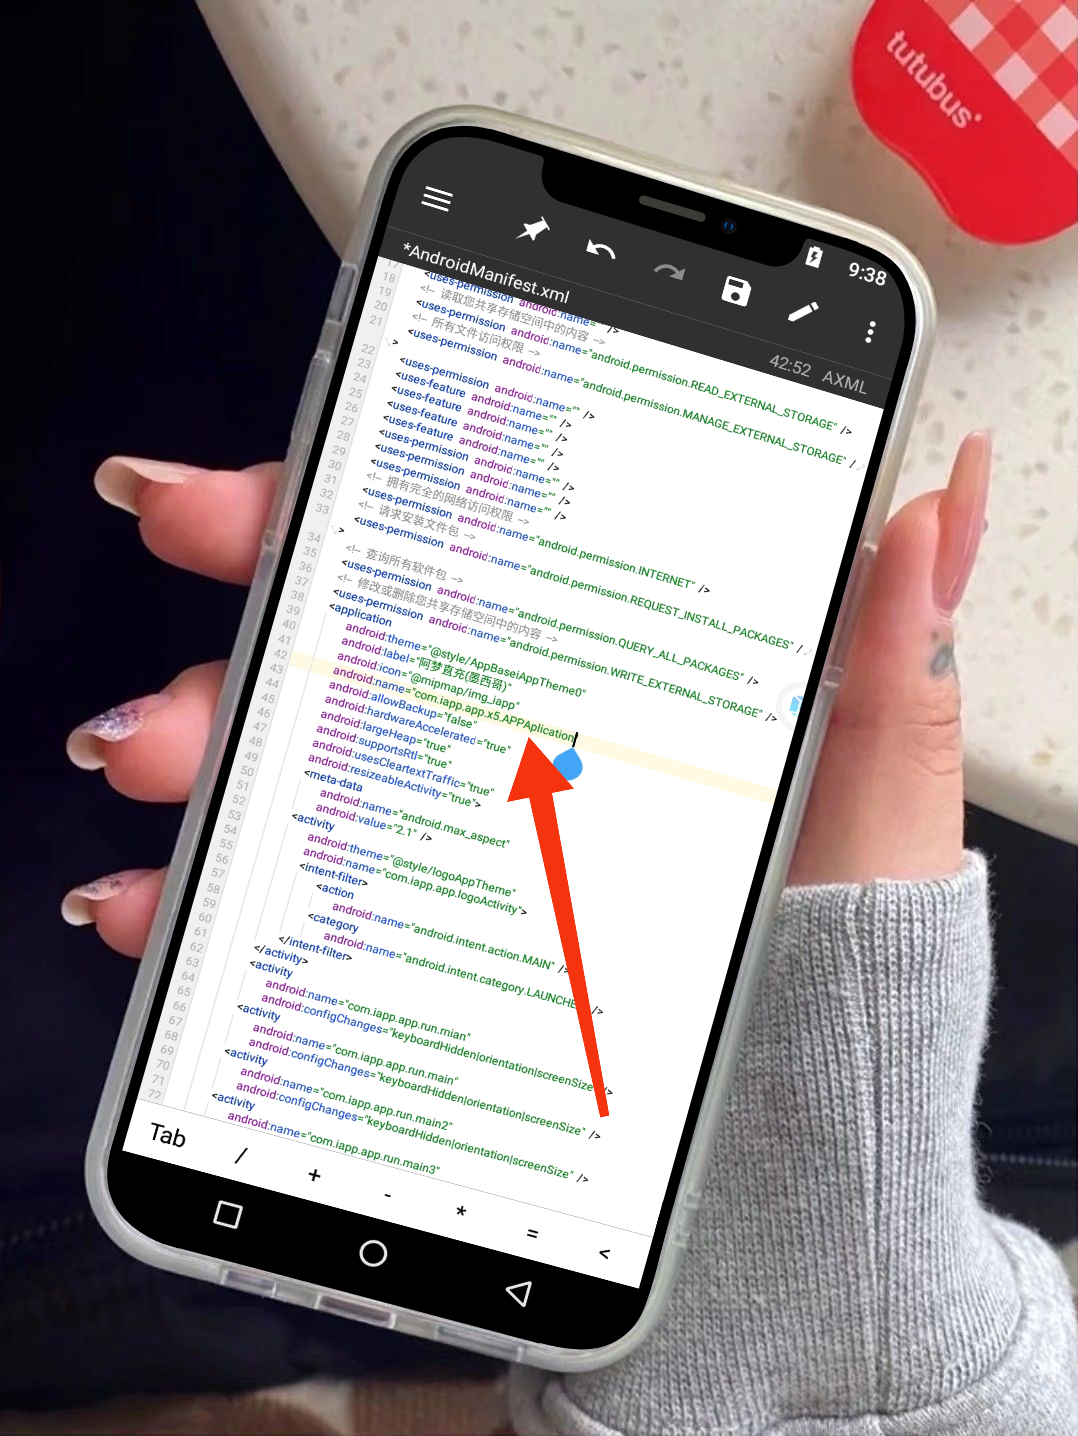 tutubus
9:38
*AndroidManifest.xml
42:52 AXML
17
18 <uses-permission android:name="" />
19 <!-- 读取您共享存储空间中的内容 -->
20 <uses-permission android:name="android.permission.READ_EXTERNAL_STORAGE" />
21 <!-- 所有文件访问权限 -->
22 <uses-permission android:name="android.permission.MANAGE_EXTERNAL_STORAGE" />
23 <uses-permission android:name="" />
24 <uses-feature android:name="" />
25 <uses-feature android:name="" />
26 <uses-feature android:name="" />
27 <uses-feature android:name="" />
28 <uses-permission android:name="" />
29 <uses-permission android:name="" />
30 <uses-permission android:name="" />
31 <!-- 拥有完全的网络访问权限 -->
32 <uses-permission android:name="android.permission.INTERNET" />
33 <!-- 请求安装文件包 -->
34 <uses-permission android:name="android.permission.REQUEST_INSTALL_PACKAGES" />
35 <!-- 查询所有软件包 -->
36 <uses-permission android:name="android.permission.QUERY_ALL_PACKAGES" />
37 <!-- 修改或删除您共享存储空间中的内容 -->
38 <uses-permission android:name="android.permission.WRITE_EXTERNAL_STORAGE" />
39 <application
40 android:theme="@style/AppBaseiAppTheme0"
41 android:label="阿梦直充(墨西哥)"
42 android:icon="@mipmap/img_iapp"
43 android:name="com.iapp.app.x5.APPAplication
44 android:allowBackup="false"
45 android:hardwareAccelerated="true"
46 android:largeHeap="true"
47 android:supportsRtl="true"
48 android:usesCleartextTraffic="true"
49 android:resizeableActivity="true">
50 <meta-data
51 android:name="android.max_aspect"
52 android:value="2.1" />
53 <activity
54 android:theme="@style/logoAppTheme"
55 android:name="com.iapp.app.logoActivity">
56 <intent-filter>
57 <action
58 android:name="android.intent.action.MAIN" />
59 <category
60 android:name="android.intent.category.LAUNCHE />
61 </intent-filter>
62 </activity>
63 <activity
64 android:name="com.iapp.app.run.mian"
65 android:configChanges="keyboardHidden|orientation|screenSize" />
66 <activity
67 android:name="com.iapp.app.run.main"
68 android:configChanges="keyboardHidden|orientation|screenSize" />
69 <activity
70 android:name="com.iapp.app.run.main2"
71 android:configChanges="keyboardHidden|orientation|screenSize" />
72 <activity
android:name="com.iapp.app.run.main3"
Tab / + - * = <